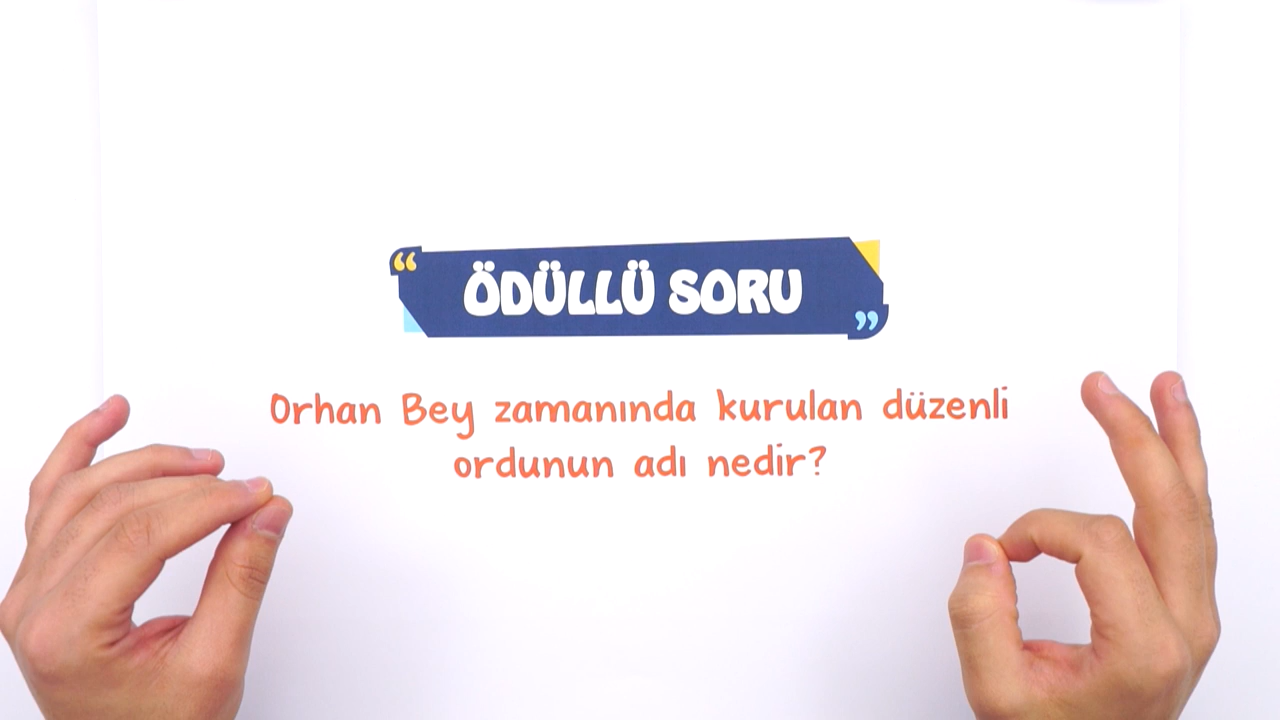 ÖDÜLLÜ SORU
Orhan Bey zamanında kurulan düzenli
ordunun adı nedir?